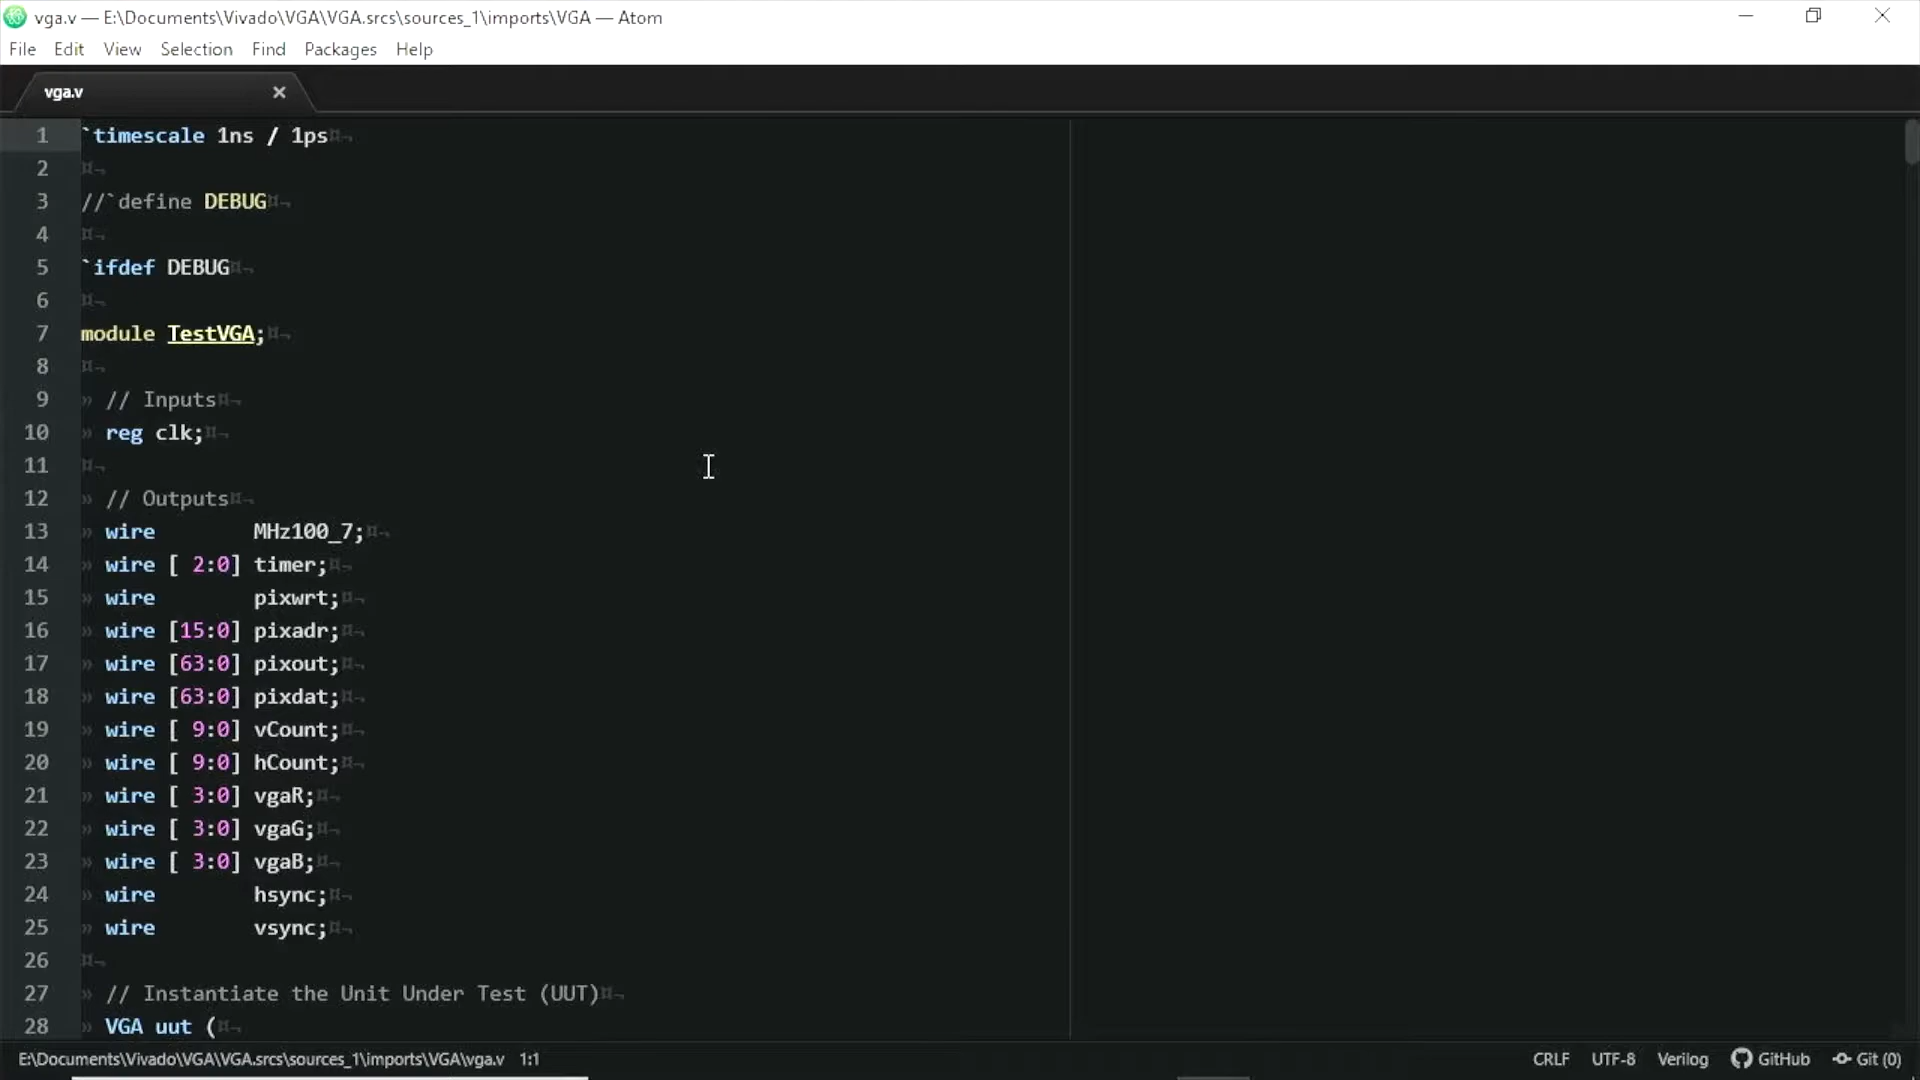 vga.v — E:\Documents\Vivado\VGA\VGA.srcs\sources_1\imports\VGA — Atom
File Edit View Selection Find Packages Help
vga.v
1 `timescale 1ns / 1ps
2
3 //`define DEBUG
4
5 `ifdef DEBUG
6
7 module TestVGA;
8
9 // Inputs
10 reg clk;
11
12 // Outputs
13 wire MHz100_7;
14 wire [ 2:0] timer;
15 wire pixwrt;
16 wire [15:0] pixadr;
17 wire [63:0] pixout;
18 wire [63:0] pixdat;
19 wire [ 9:0] vCount;
20 wire [ 9:0] hCount;
21 wire [ 3:0] vgaR;
22 wire [ 3:0] vgaG;
23 wire [ 3:0] vgaB;
24 wire hsync;
25 wire vsync;
26
27 // Instantiate the Unit Under Test (UUT)
28 VGA uut (
E:\Documents\Vivado\VGA\VGA.srcs\sources_1\imports\VGA\vga.v 1:1 CRLF UTF-8 Verilog GitHub Git (0)